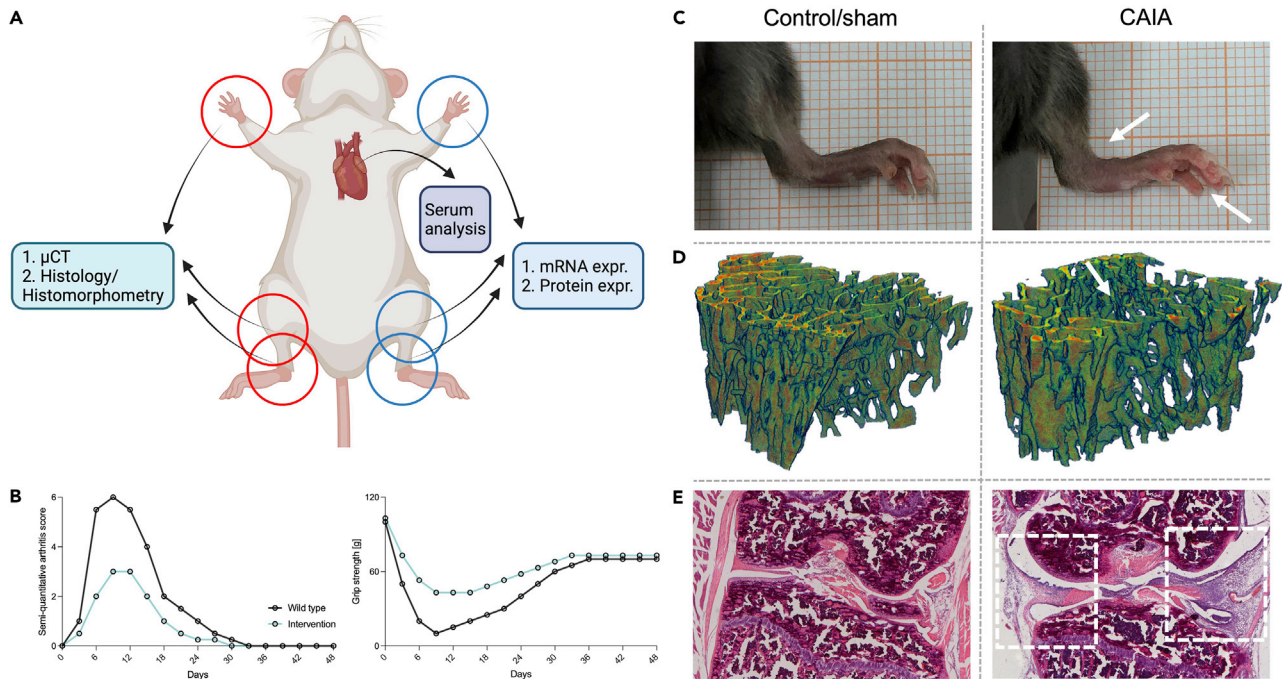 A
Serum
analysis
1. µCT
2. Histology/
Histomorphometry
1. mRNA expr.
2. Protein expr.
B
Semi-quantitative arthritis score
6
4
2
0
0
6
12
18
24
30
36
42
48
Days
Wild type
Intervention
Grip strength [g]
120
60
0
0
6
12
18
24
30
36
42
48
Days
C
Control/sham
CAIA
D
E